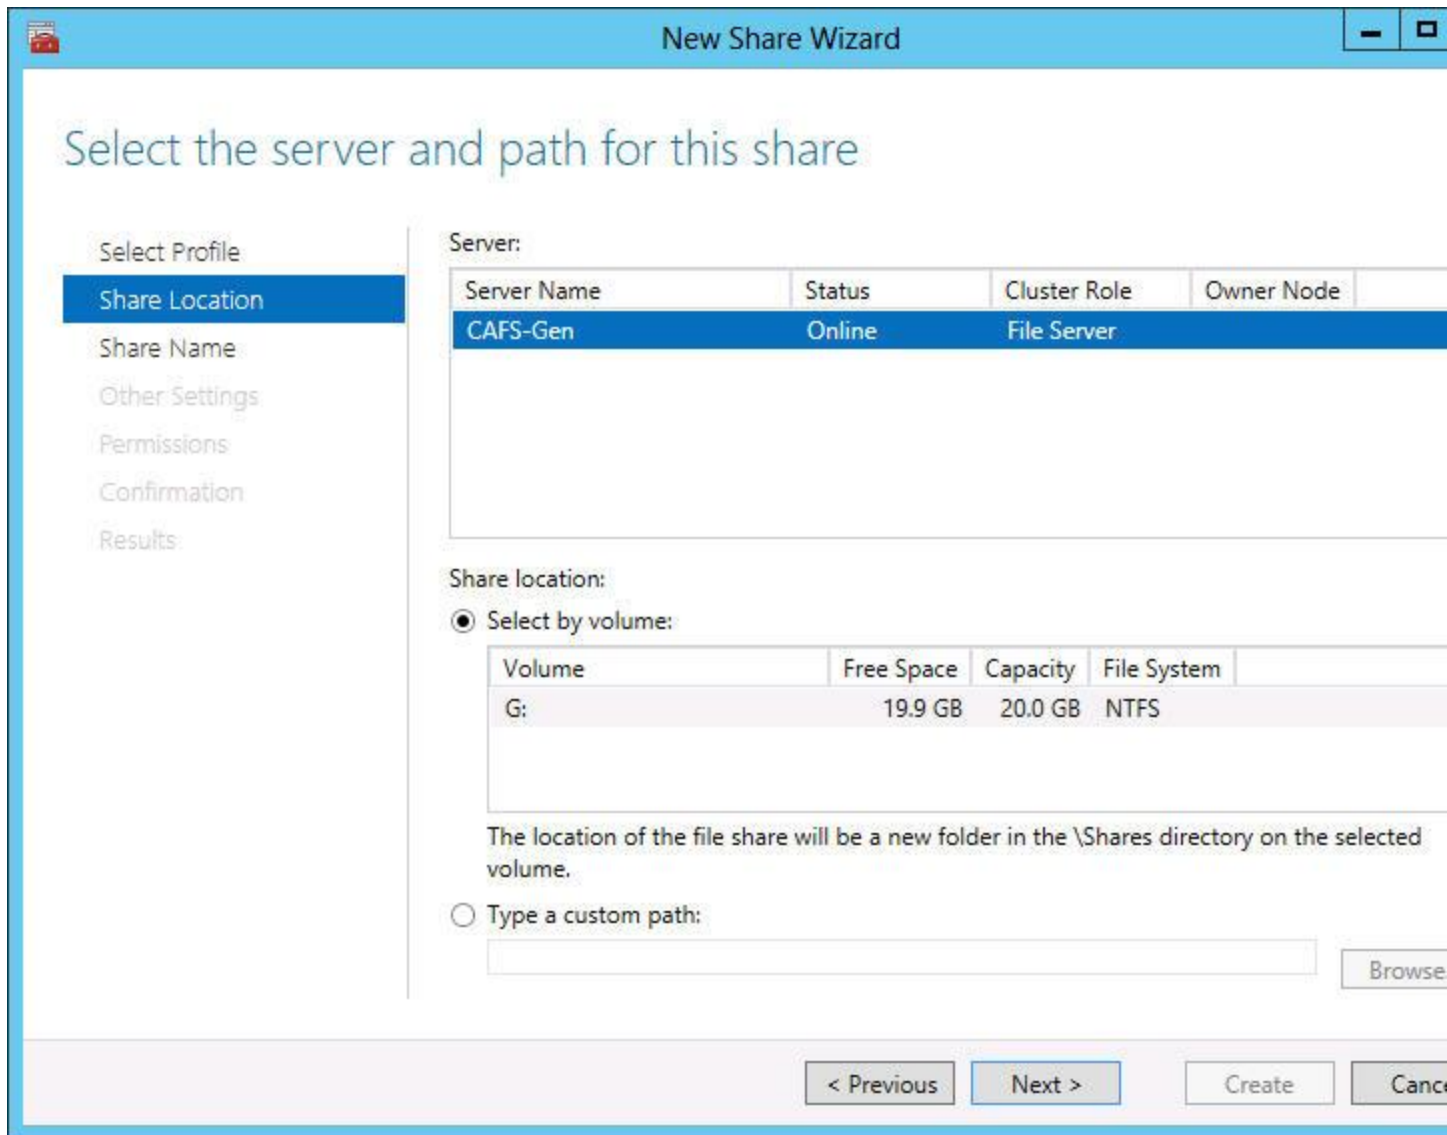 New Share Wizard
Select the server and path for this share
Select Profile
Share Location
Share Name
Other Settings
Permissions
Confirmation
Results
Server:
Server Name Status Cluster Role Owner Node
CAFS-Gen Online File Server
Share location:
Select by volume:
Volume Free Space Capacity File System
G: 19.9 GB 20.0 GB NTFS
The location of the file share will be a new folder in the \Shares directory on the selected
volume.
Type a custom path:
Browse
< Previous Next > Create Cance